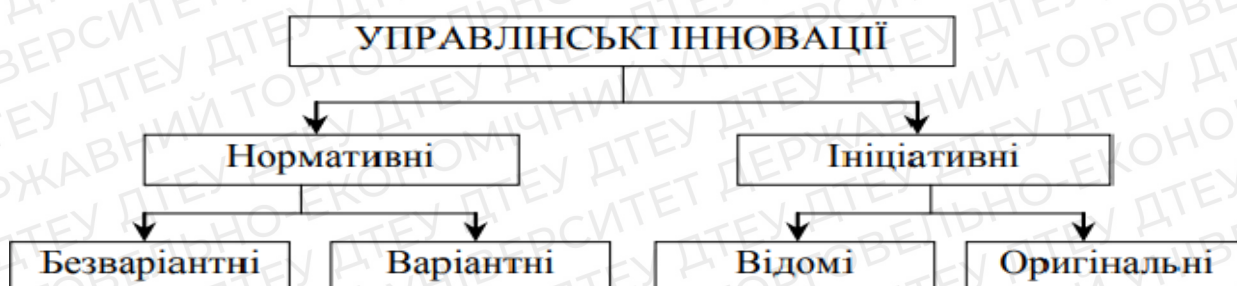 УПРАВЛІНСЬКІ ІННОВАЦІЇ
Нормативні Ініціативні
Безваріантні Варіантні Відомі Оригінальні